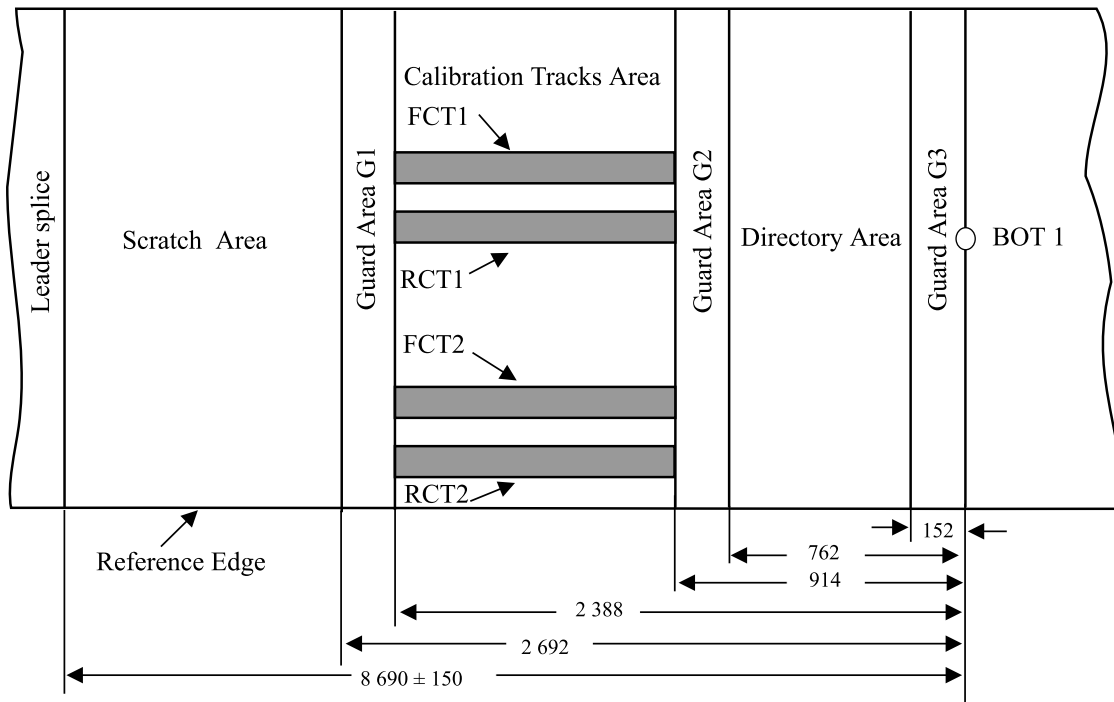 Calibration Tracks Area
FCT1
Leader splice
Scratch Area
Guard Area G1
RCT1
Guard Area G2
Directory Area
Guard Area G3
BOT 1
FCT2
RCT2
Reference Edge
152
762
914
2 388
2 692
8 690 ± 150